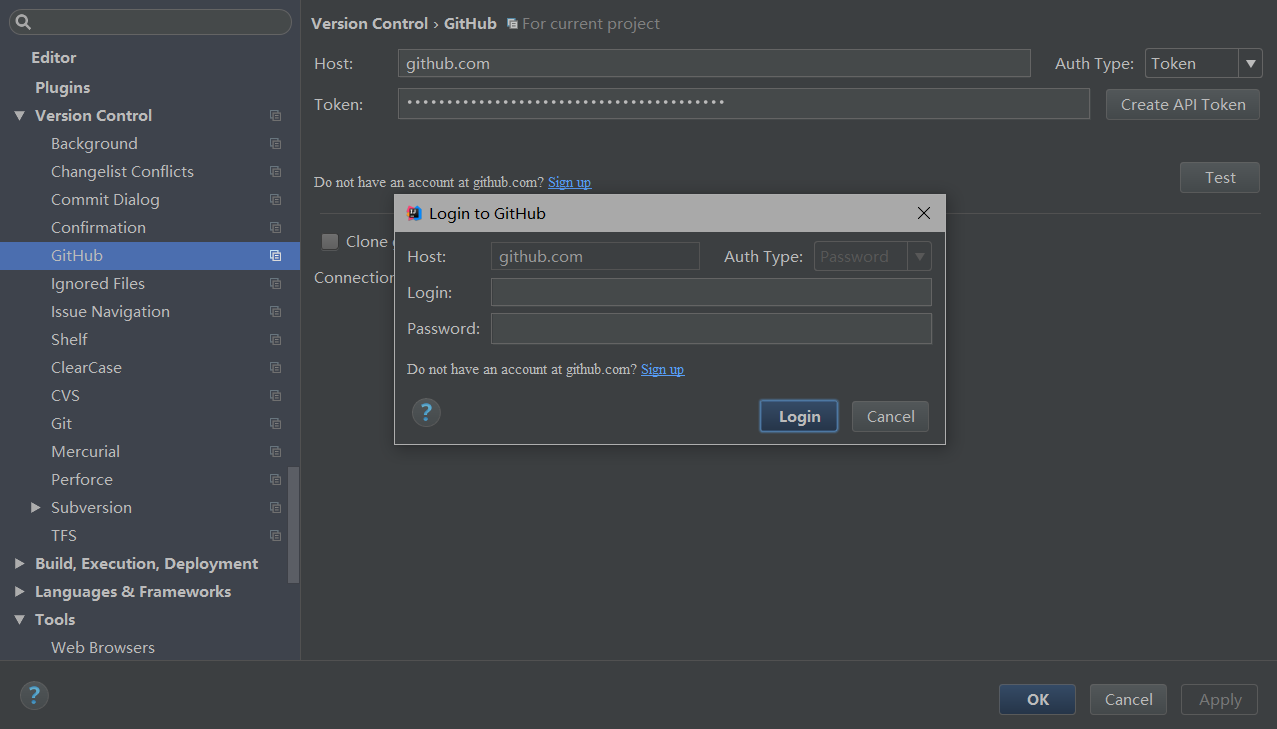 Editor
Plugins
Version Control
Background
Changelist Conflicts
Commit Dialog
Confirmation
GitHub
Ignored Files
Issue Navigation
Shelf
ClearCase
CVS
Git
Mercurial
Perforce
Subversion
TFS
Build, Execution, Deployment
Languages & Frameworks
Tools
Web Browsers
Version Control › GitHub For current project
Host: github.com Auth Type: Token
Token: •••••••••••••••••••••••••••••••••••••••• Create API Token
Do not have an account at github.com? Sign up
Test
Clone
Connection
Login to GitHub
Host: github.com Auth Type: Password
Login:
Password:
Do not have an account at github.com? Sign up
? Login Cancel
? OK Cancel Apply